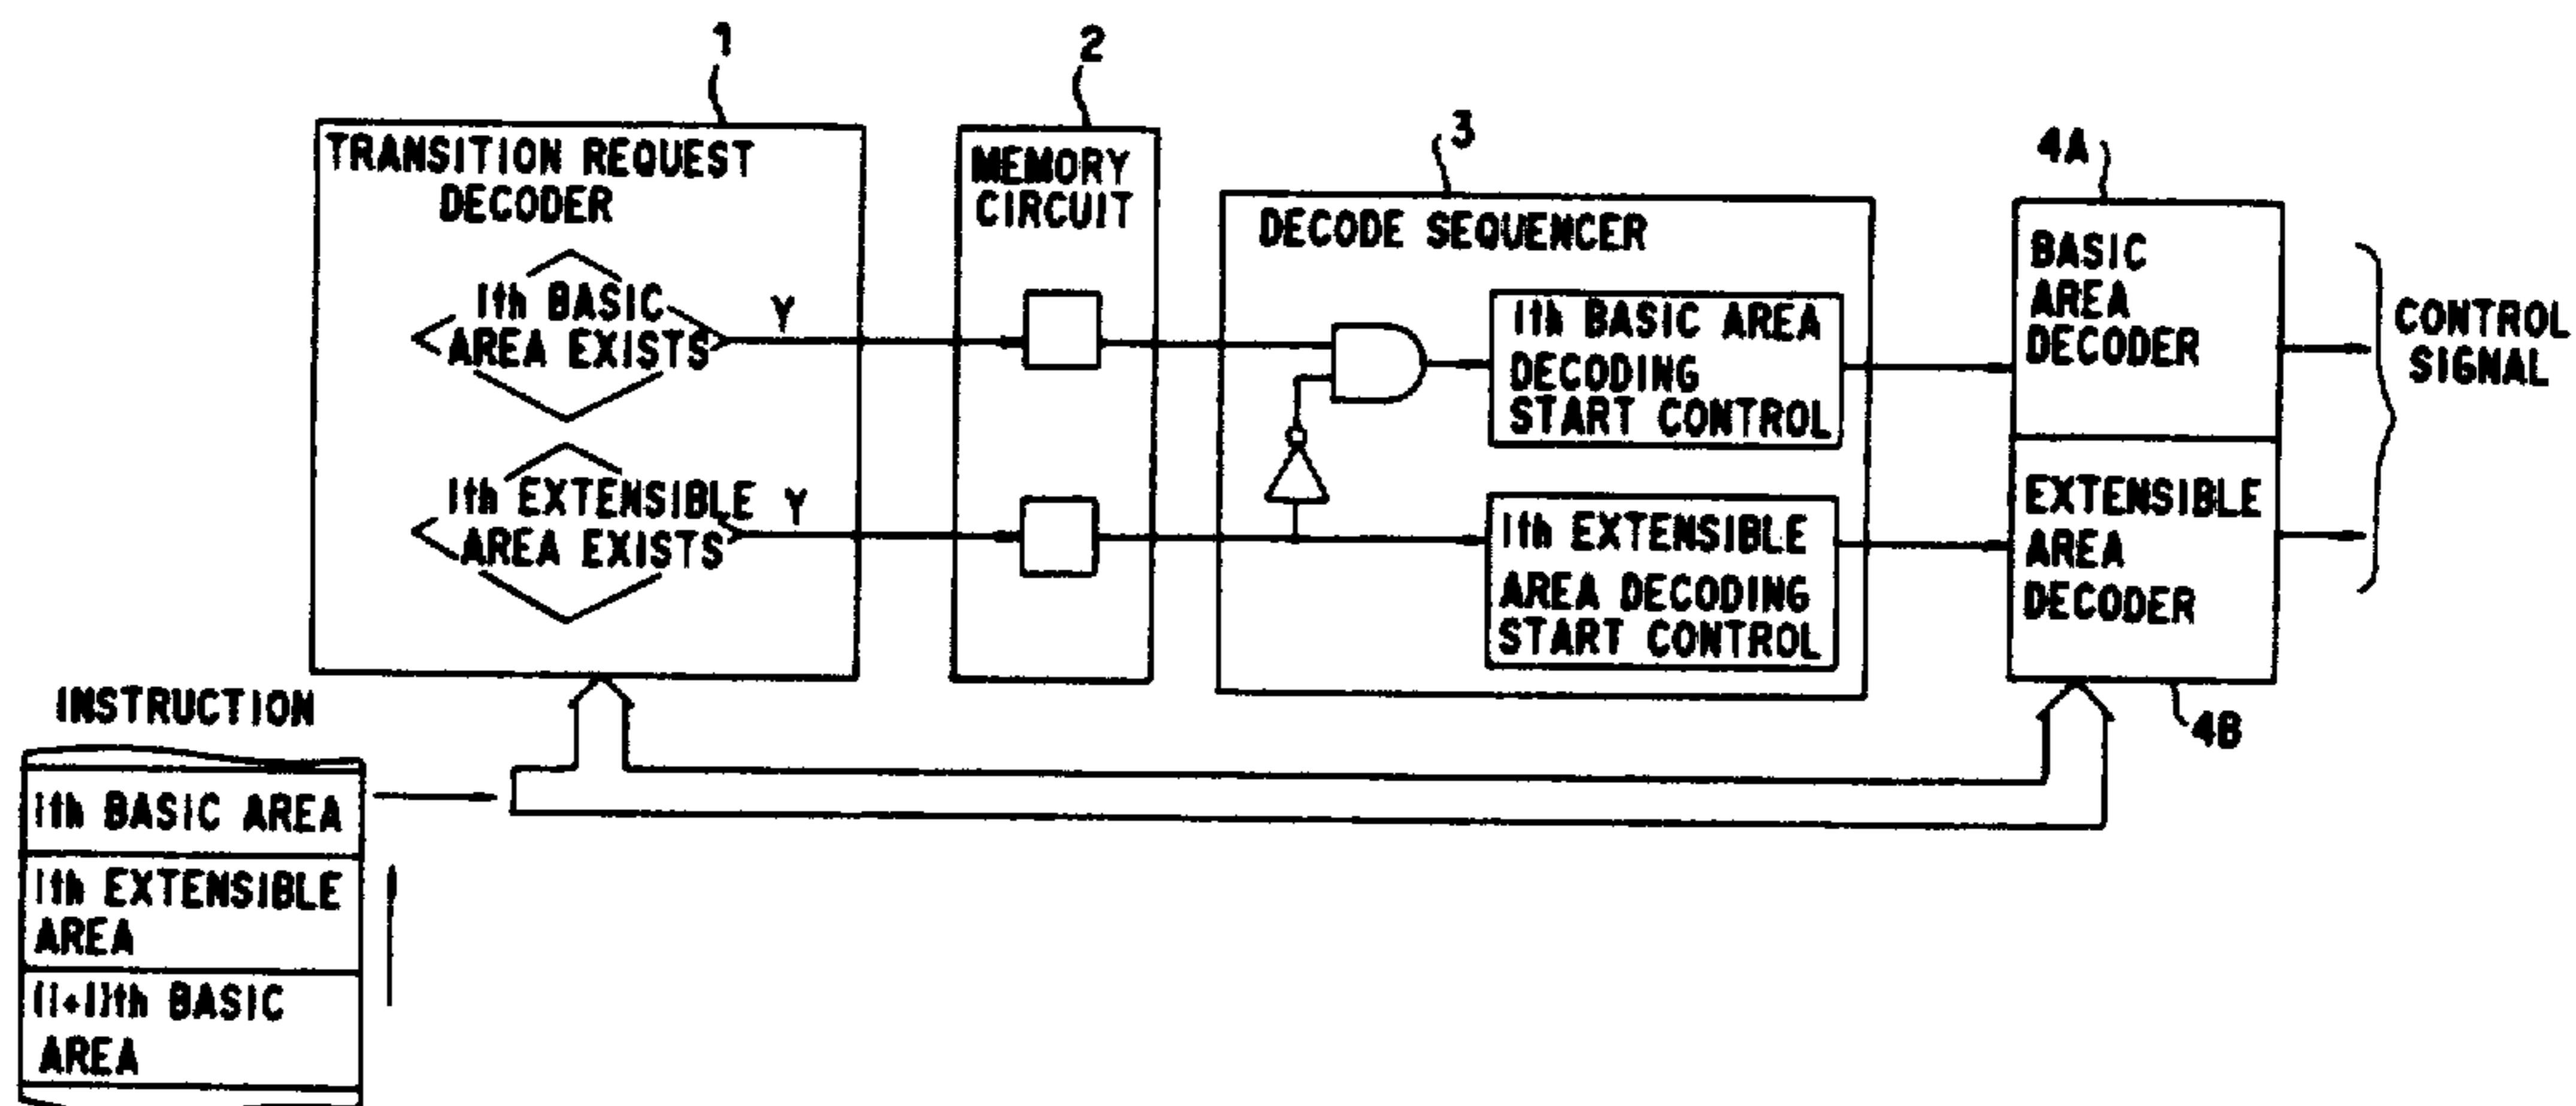 1
2
3
4A
TRANSITION REQUEST
DECODER
Ith BASIC
AREA EXISTS
Y
Ith EXTENSIBLE
AREA EXISTS
Y
MEMORY
CIRCUIT
DECODE SEQUENCER
Ith BASIC AREA
DECODING
START CONTROL
Ith EXTENSIBLE
AREA DECODING
START CONTROL
BASIC
AREA
DECODER
EXTENSIBLE
AREA
DECODER
CONTROL
SIGNAL
4B
INSTRUCTION
Ith BASIC AREA
Ith EXTENSIBLE
AREA
(I+1)th BASIC
AREA